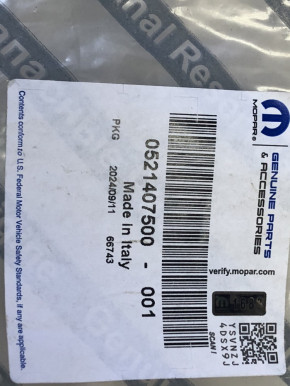 MOPAR®
GENUINE PARTS
& ACCESSORIES
verify.mopar.com
SCAN!
0521407500 - 001
Made in Italy
PKG 2024/09/11 66743
Contents conform to U.S. Federal Motor Vehicle Safety Standards, if any are applicable.